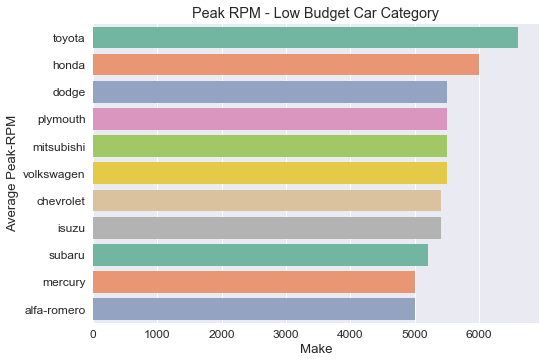 Peak RPM - Low Budget Car Category
Average Peak-RPM
toyota
honda
dodge
plymouth
mitsubishi
volkswagen
chevrolet
isuzu
subaru
mercury
alfa-romero
0 1000 2000 3000 4000 5000 6000
Make